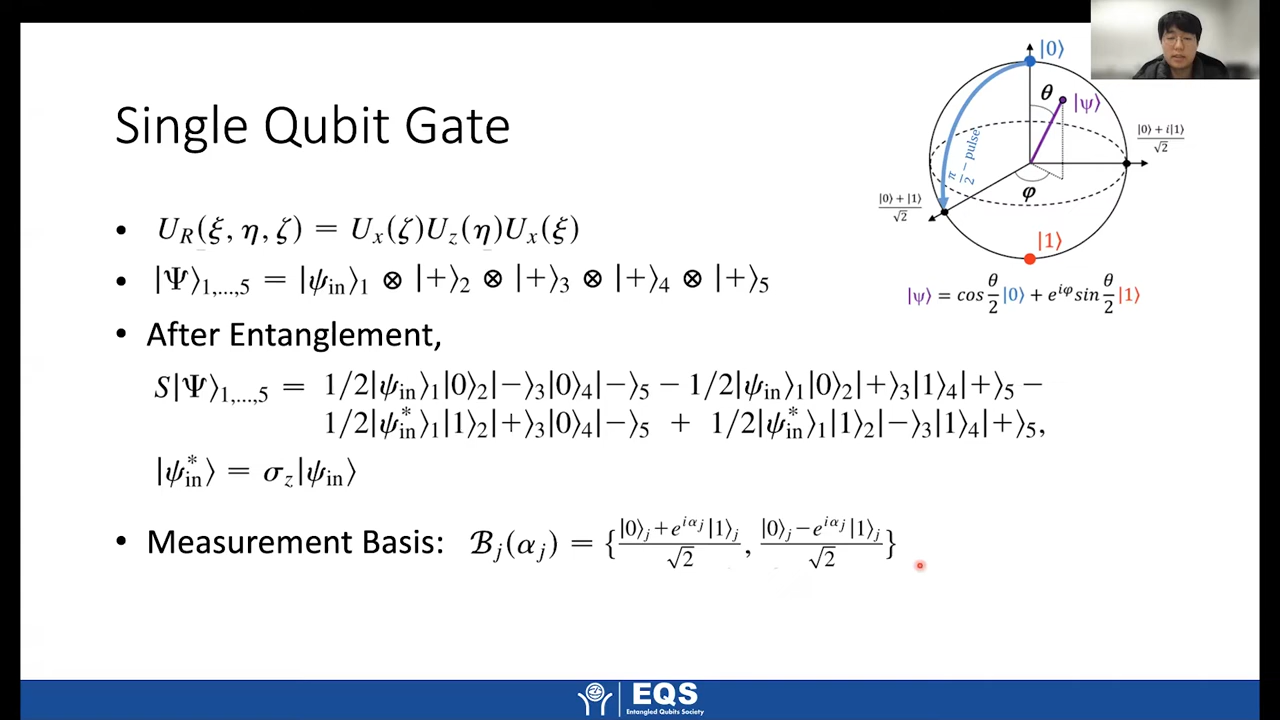 Single Qubit Gate
• U_R(ξ, η, ζ) = U_x(ζ)U_z(η)U_x(ξ)
• |Ψ⟩_{1,...,5} = |ψ_in⟩_1 ⊗ |+⟩_2 ⊗ |+⟩_3 ⊗ |+⟩_4 ⊗ |+⟩_5
• After Entanglement,
S|Ψ⟩_{1,...,5} = 1/2|ψ_in⟩_1|0⟩_2|−⟩_3|0⟩_4|−⟩_5 − 1/2|ψ_in⟩_1|0⟩_2|+⟩_3|1⟩_4|+⟩_5 −
1/2|ψ*_in⟩_1|1⟩_2|+⟩_3|0⟩_4|−⟩_5 + 1/2|ψ*_in⟩_1|1⟩_2|−⟩_3|1⟩_4|+⟩_5,
|ψ*_in⟩ = σ_z|ψ_in⟩
• Measurement Basis: ℬ_j(α_j) = {(|0⟩_j + e^{iα_j}|1⟩_j)/√2, (|0⟩_j − e^{iα_j}|1⟩_j)/√2}
|0⟩
θ
|ψ⟩
(|0⟩ + i|1⟩)/√2
π/2 − pulse
φ
(|0⟩ + |1⟩)/√2
|1⟩
|ψ⟩ = cos θ/2 |0⟩ + e^{iφ} sin θ/2 |1⟩
EQS
Entangled Qubits Society